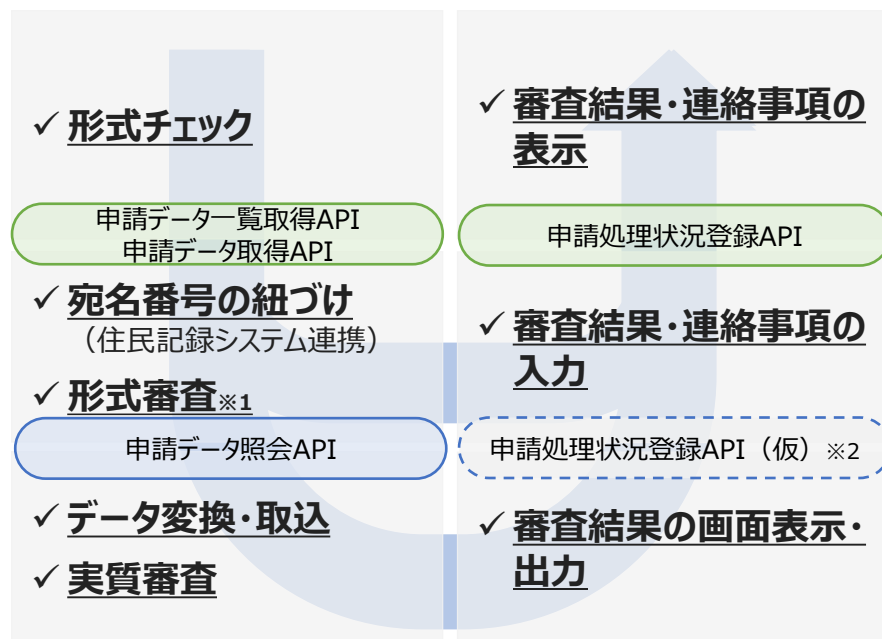 ✓ 形式チェック
申請データ一覧取得API
申請データ取得API
✓ 宛名番号の紐づけ
（住民記録システム連携）
✓ 形式審査※1
申請データ照会API
✓ データ変換・取込
✓ 実質審査
✓ 審査結果・連絡事項の
表示
申請処理状況登録API
✓ 審査結果・連絡事項の
入力
申請処理状況登録API（仮）※2
✓ 審査結果の画面表示・
出力